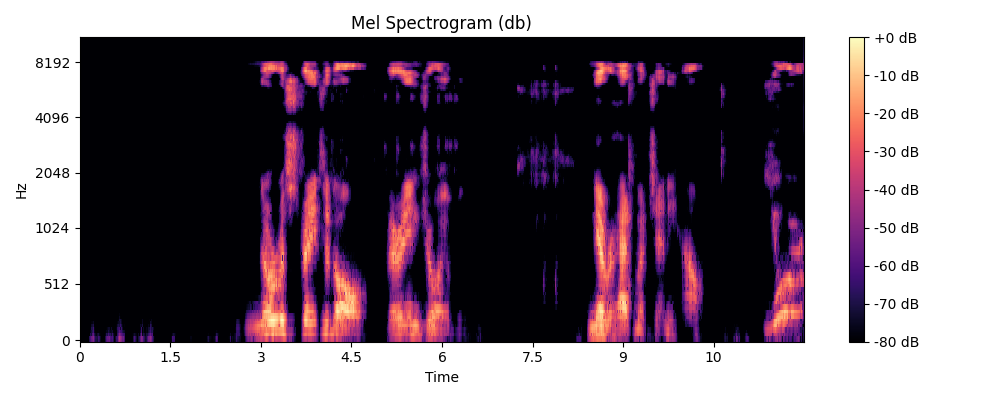 Mel Spectrogram (db)
8192
4096
2048
1024
512
0
Hz
0 1.5 3 4.5 6 7.5 9 10
Time
+0 dB
-10 dB
-20 dB
-30 dB
-40 dB
-50 dB
-60 dB
-70 dB
-80 dB